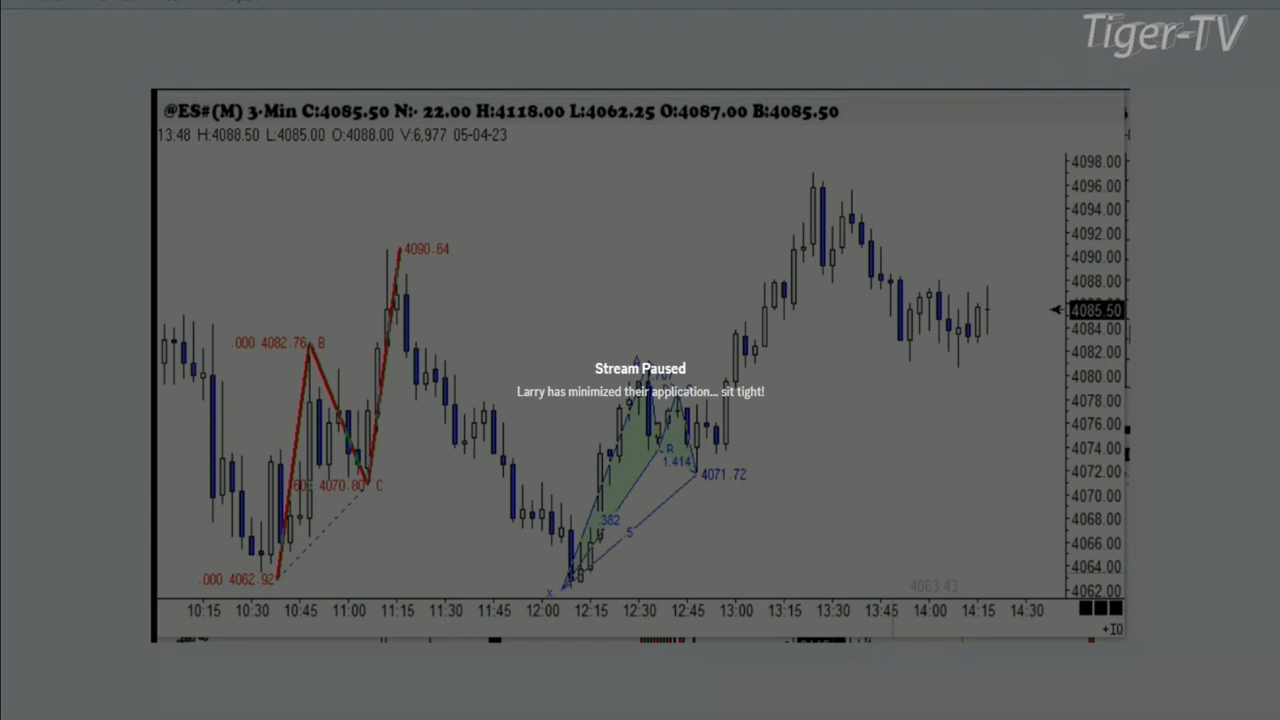 Tiger-TV
@ES#(M) 3-Min C:4085.50 N:- 22.00 H:4118.00 L:4062.25 O:4087.00 B:4085.50
13:48 H:4088.50 L:4085.00 O:4088.00 V:6,977 05-04-23
4098.00
4096.00
4094.00
4092.00
4090.64
4090.00
4088.00
4085.50
4084.00
.000 4082.76 B
4082.00
Stream Paused
4080.00
Larry has minimized their application... sit tight!
4078.00
4076.00
4074.00
R
1.414
4072.00
4071.72
4070.80 C
4070.00
.382
4068.00
.5
4066.00
4064.00
.000 4062.92
4063.43
4062.00
X
10:15 10:30 10:45 11:00 11:15 11:30 11:45 12:00 12:15 12:30 12:45 13:00 13:15 13:30 13:45 14:00 14:15 14:30
+IO